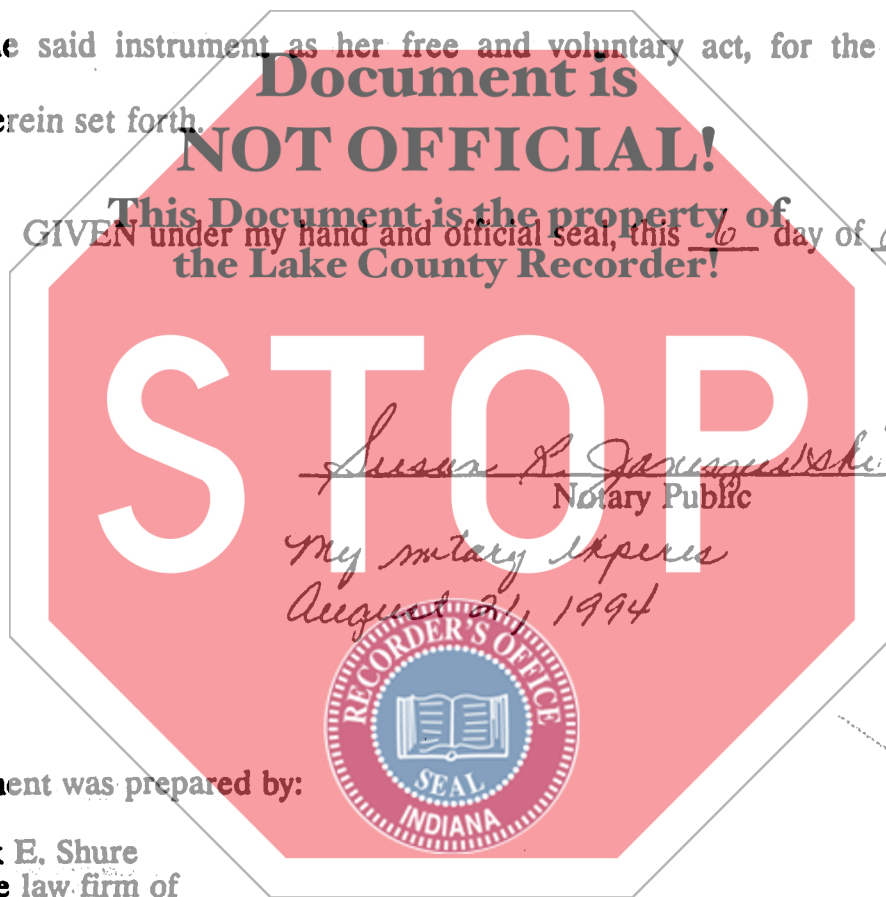 e said instrument as her free and voluntary act, for the
Document is
erein set forth.
NOT OFFICIAL!
This Document is the property of
GIVEN under my hand and official seal, this 6 day of
the Lake County Recorder!
STOP
Susan R.
Notary Public
My notary expires
August 21, 1994
RECORDER'S OFFICE
SEAL
INDIANA
ent was prepared by:
E. Shure
e law firm of